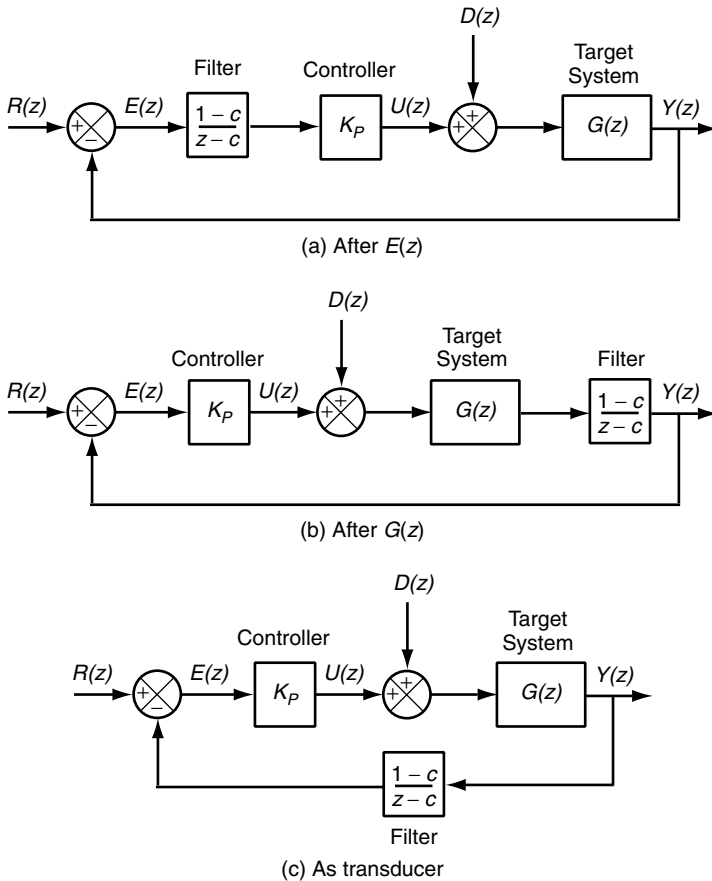 D(z)
Filter Controller Target System
R(z) + − E(z) 1 – c / z – c K_P U(z) + + G(z) Y(z)
(a) After E(z)
D(z)
Controller Target System Filter
R(z) + − E(z) K_P U(z) + + G(z) 1 – c / z – c Y(z)
(b) After G(z)
D(z)
Controller Target System
R(z) + − E(z) K_P U(z) + + G(z) Y(z)
1 – c / z – c
Filter
(c) As transducer